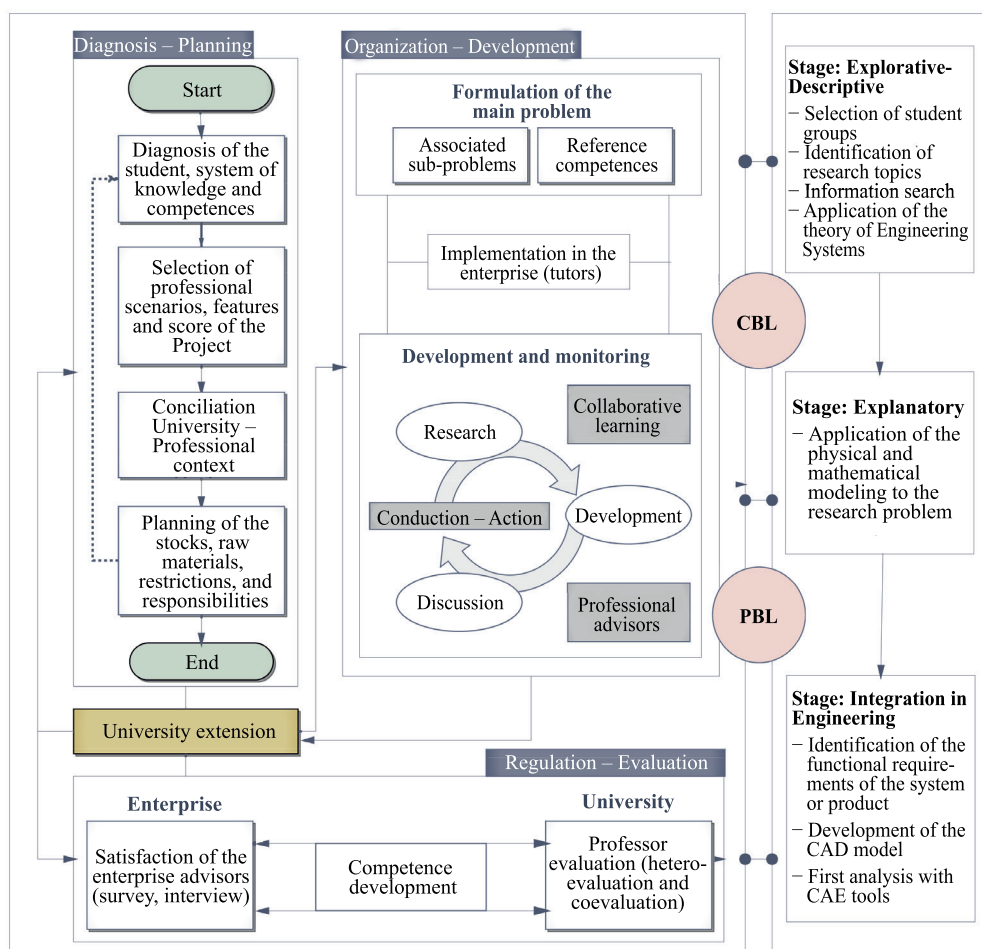 Diagnosis – Planning
Start
Diagnosis of the
student, system of
knowledge and
competences
Selection of
professional
scenarios, features
and score of the
Project
Conciliation
University –
Professional
context
Planning of the
stocks, raw
materials,
restrictions, and
responsibilities
End
University extension
Organization – Development
Formulation of the
main problem
Associated
sub-problems
Reference
competences
Implementation in the
enterprise (tutors)
Development and monitoring
Collaborative
learning
Research
Conduction – Action
Development
Discussion
Professional
advisors
Regulation – Evaluation
Enterprise
Satisfaction of the
enterprise advisors
(survey, interview)
Competence
development
University
Professor
evaluation (hetero-
evaluation and
coevaluation)
CBL
PBL
Stage: Explorative-
Descriptive
– Selection of student
groups
– Identification of
research topics
– Information search
– Application of the
theory of Engineering
Systems
Stage: Explanatory
– Application of the
physical and
mathematical
modeling to the
research problem
Stage: Integration in
Engineering
– Identification of the
functional require-
ments of the system
or product
– Development of the
CAD model
– First analysis with
CAE tools